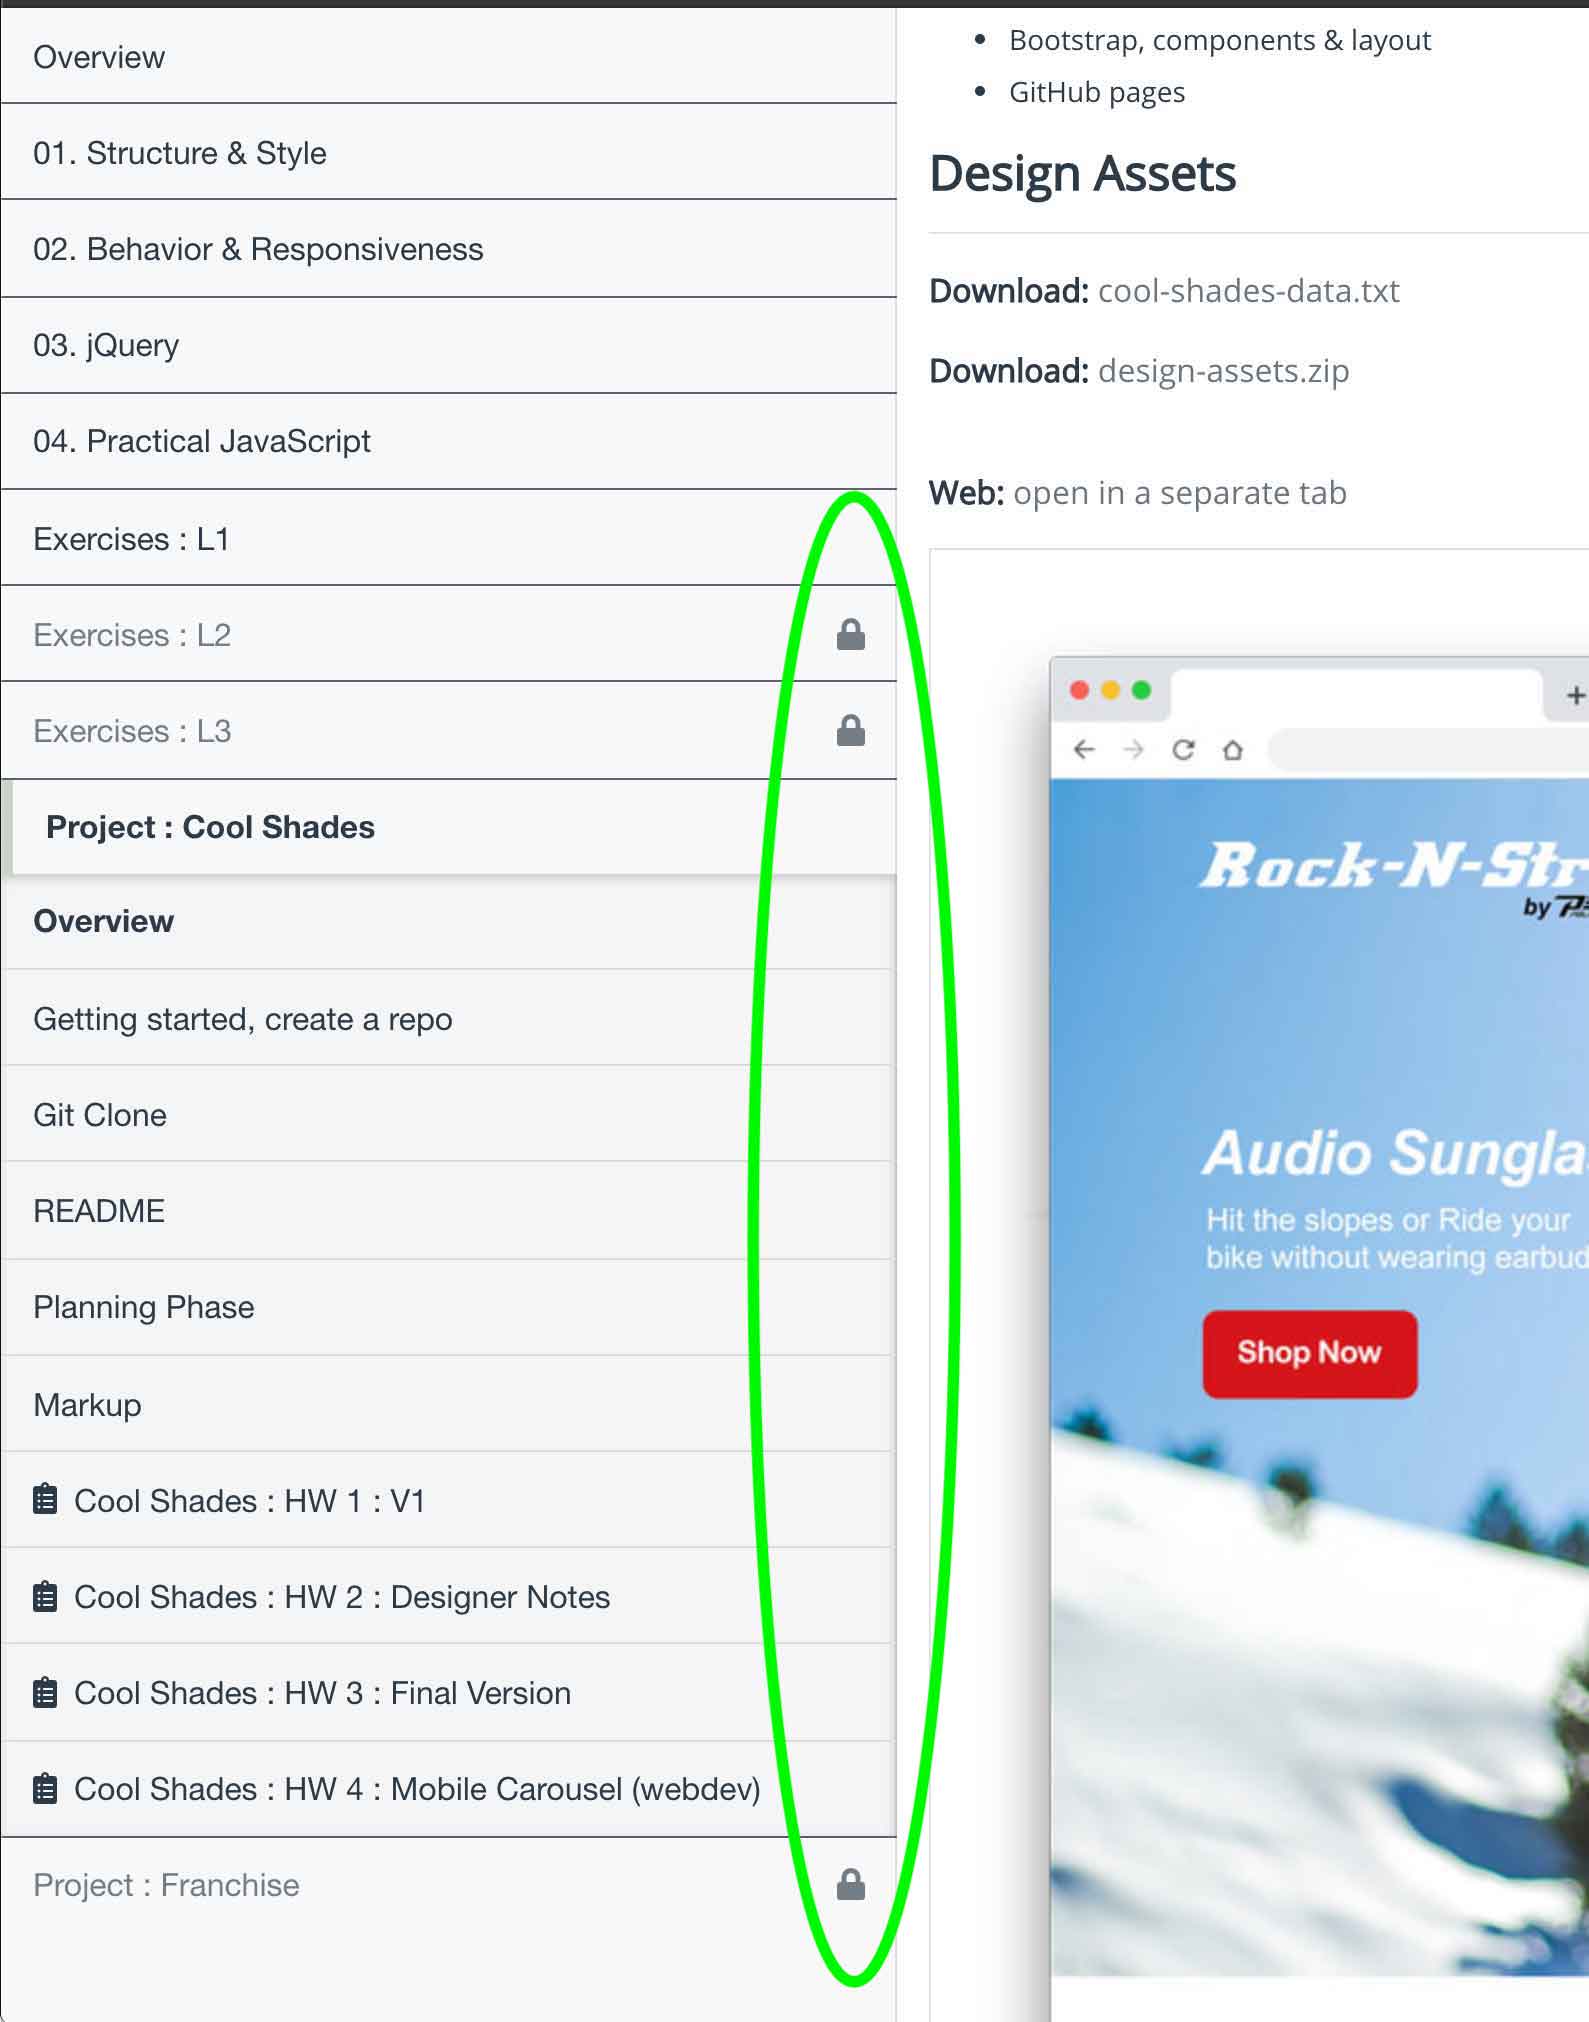 Overview
01. Structure & Style
02. Behavior & Responsiveness
03. jQuery
04. Practical JavaScript
Exercises : L1
Exercises : L2
Exercises : L3
Project : Cool Shades
Overview
Getting started, create a repo
Git Clone
README
Planning Phase
Markup
Cool Shades : HW 1 : V1
Cool Shades : HW 2 : Designer Notes
Cool Shades : HW 3 : Final Version
Cool Shades : HW 4 : Mobile Carousel (webdev)
Project : Franchise
Bootstrap, components & layout
GitHub pages
Design Assets
Download: cool-shades-data.txt
Download: design-assets.zip
Web: open in a separate tab
Rock-N-Str
by
Audio Sungla
Hit the slopes or Ride your
bike without wearing earbud
Shop Now